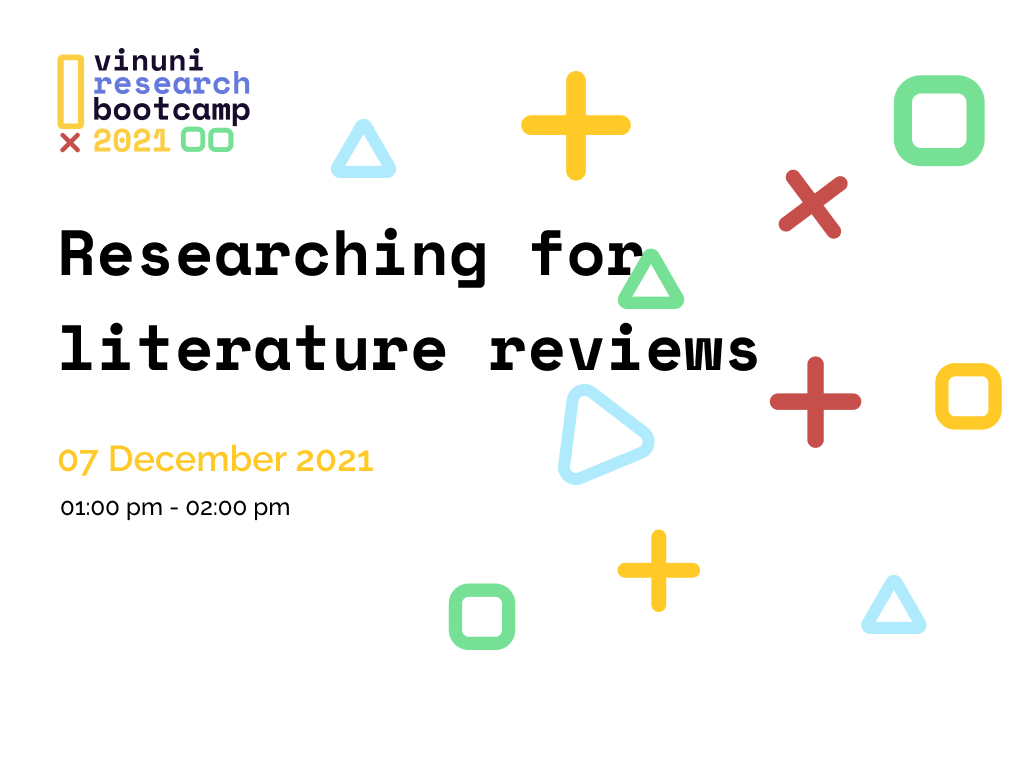 vinuni
research
bootcamp
2021
Researching for
literature reviews
07 December 2021
01:00 pm - 02:00 pm